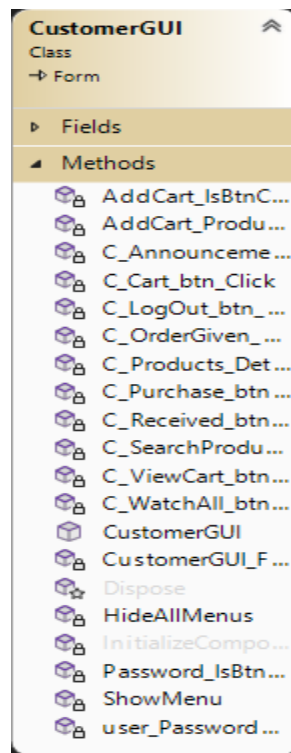 CustomerGUI
Class
Form
Fields
Methods
AddCart_IsBtnC...
AddCart_Produ...
C_Announceme...
C_Cart_btn_Click
C_LogOut_btn_...
C_OrderGiven_...
C_Products_Det...
C_Purchase_btn...
C_Received_btn...
C_SearchProdu...
C_ViewCart_btn...
C_WatchAll_btn...
CustomerGUI
CustomerGUI_F...
Dispose
HideAllMenus
InitializeCompo...
Password_IsBtn...
ShowMenu
user_Password...